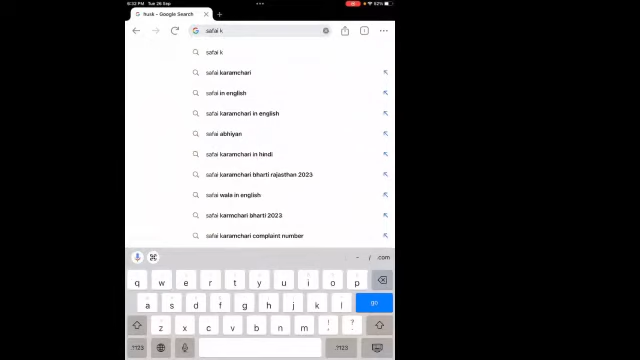 6:32 PM Tue 26 Sep
82%
husk - Google Search
safai k
safai k
safai karamchari
safai in english
safai karamchari in english
safai abhiyan
safai karamchari in hindi
safai karamchari bharti rajasthan 2023
safai wala in english
safai karmchari bharti 2023
safai karamchari complaint number
- / .com
q w e r t y u i o p
a s d f g h j k l go
z x c v b n m ! , ? .
.?123 .?123